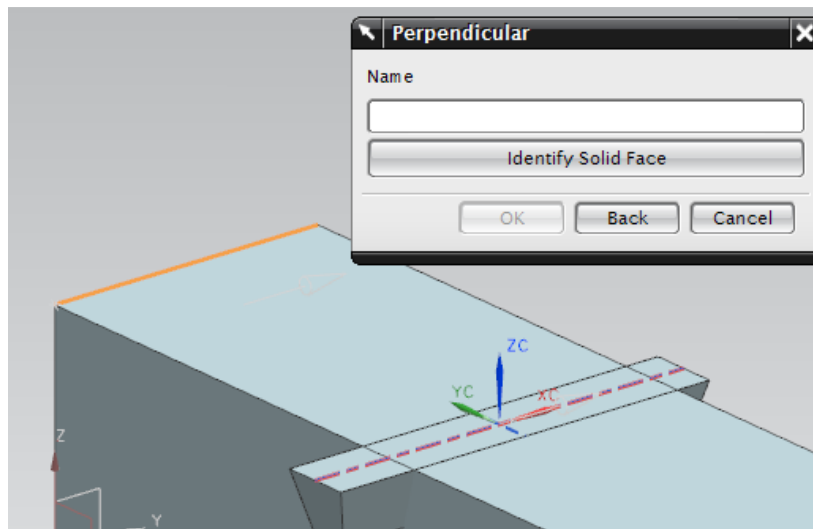 Perpendicular
Name
Identify Solid Face
OK
Back
Cancel
ZC
YC
XC
Z
Y